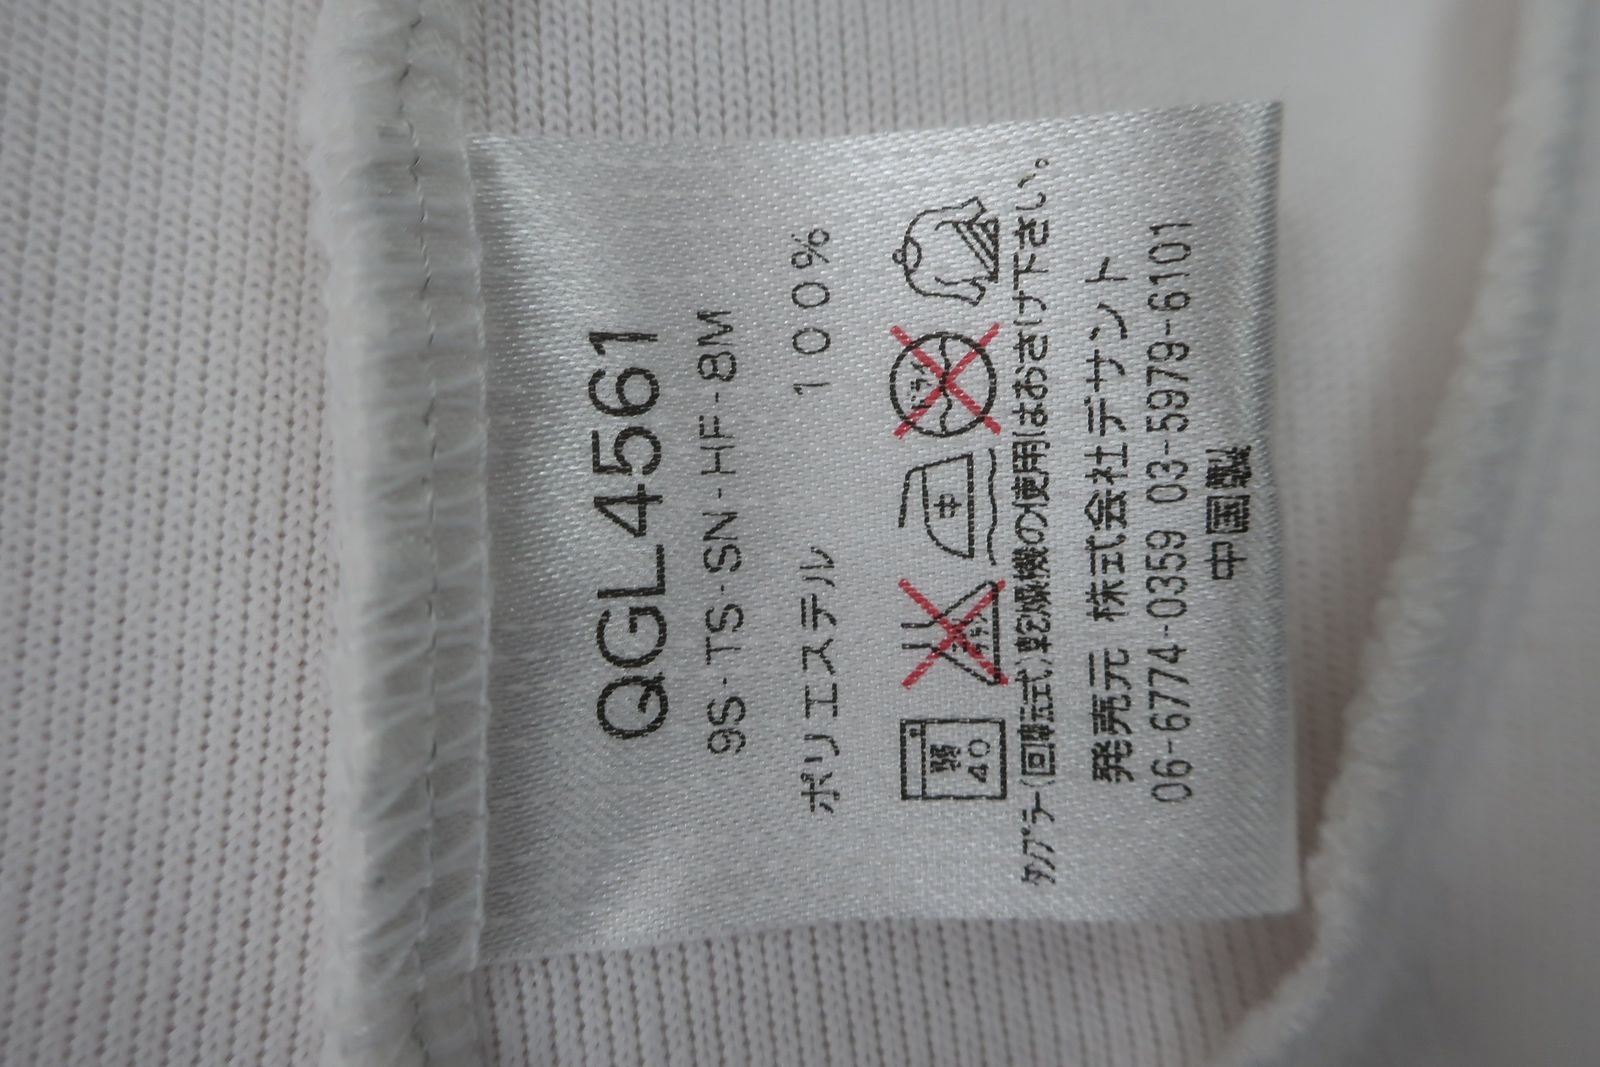 QGL4561
9S-TS-SN-HF-8M
ポリエステル 100%
弱 40 中 ドライ
タンブラー(回転式)乾燥機の使用はおさけ下さい。
発売元 株式会社デサント
06-6774-0359 03-5979-6101
中国製